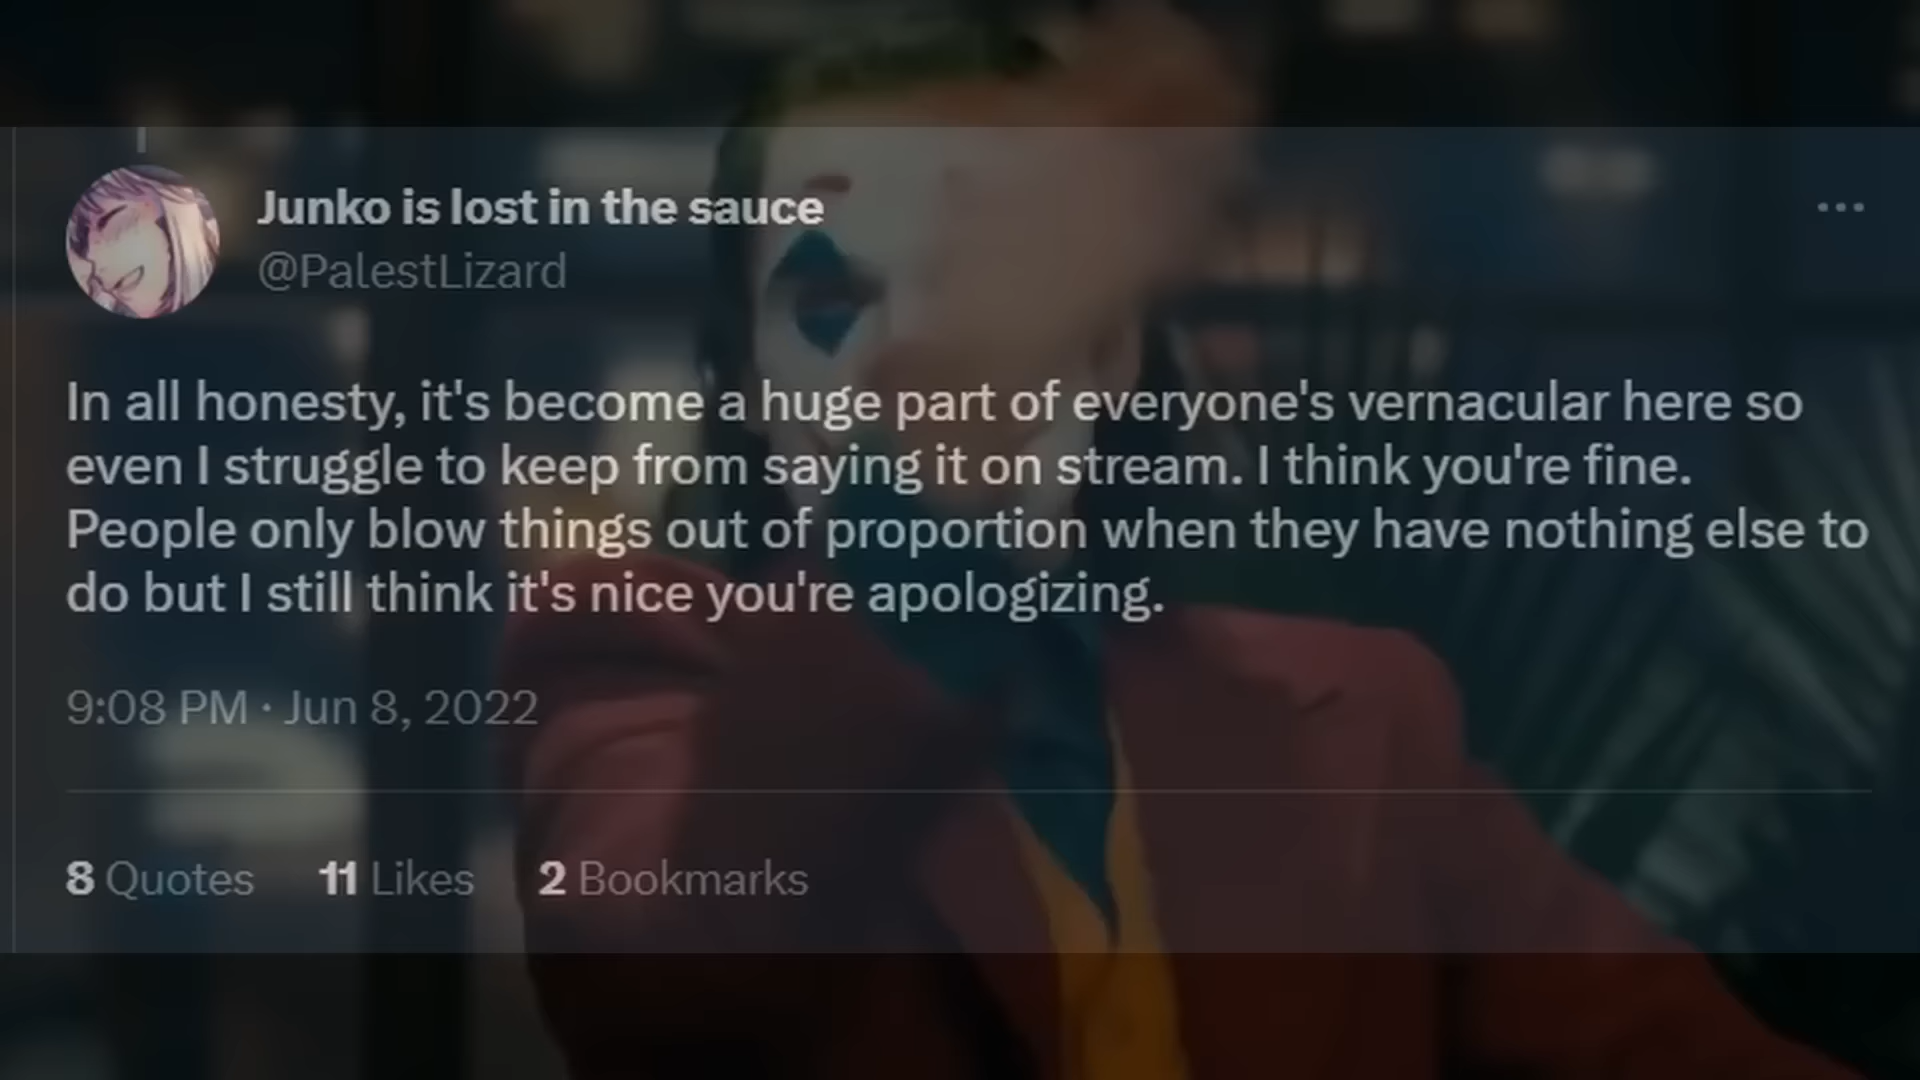 Junko is lost in the sauce
@PalestLizard
In all honesty, it's become a huge part of everyone's vernacular here so
even I struggle to keep from saying it on stream. I think you're fine.
People only blow things out of proportion when they have nothing else to
do but I still think it's nice you're apologizing.
9:08 PM · Jun 8, 2022
8 Quotes 11 Likes 2 Bookmarks